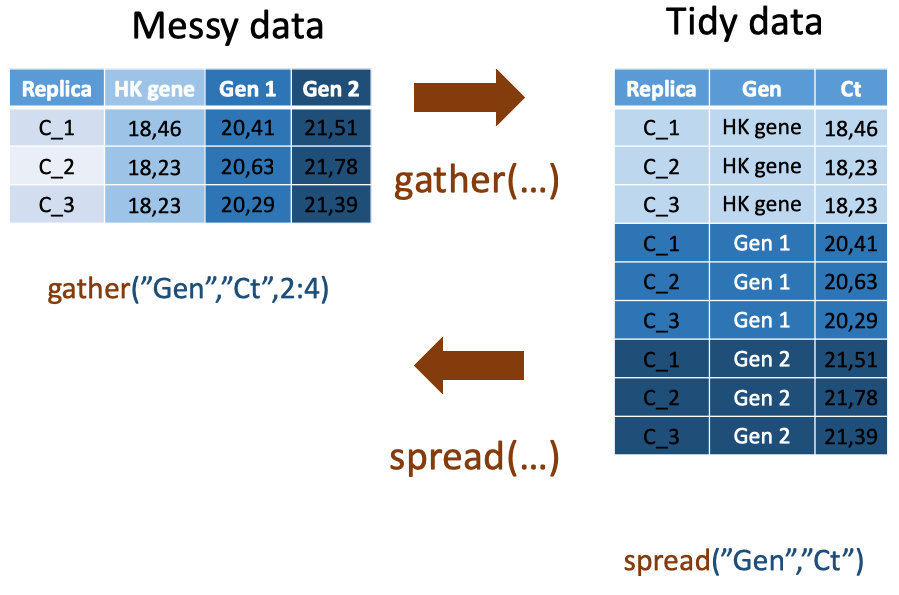 Messy data
Replica HK gene Gen 1 Gen 2
C_1 18,46 20,41 21,51
C_2 18,23 20,63 21,78
C_3 18,23 20,29 21,39
gather(”Gen”,”Ct”,2:4)
gather(...)
spread(...)
Tidy data
Replica Gen Ct
C_1 HK gene 18,46
C_2 HK gene 18,23
C_3 HK gene 18,23
C_1 Gen 1 20,41
C_2 Gen 1 20,63
C_3 Gen 1 20,29
C_1 Gen 2 21,51
C_2 Gen 2 21,78
C_3 Gen 2 21,39
spread(”Gen”,”Ct”)